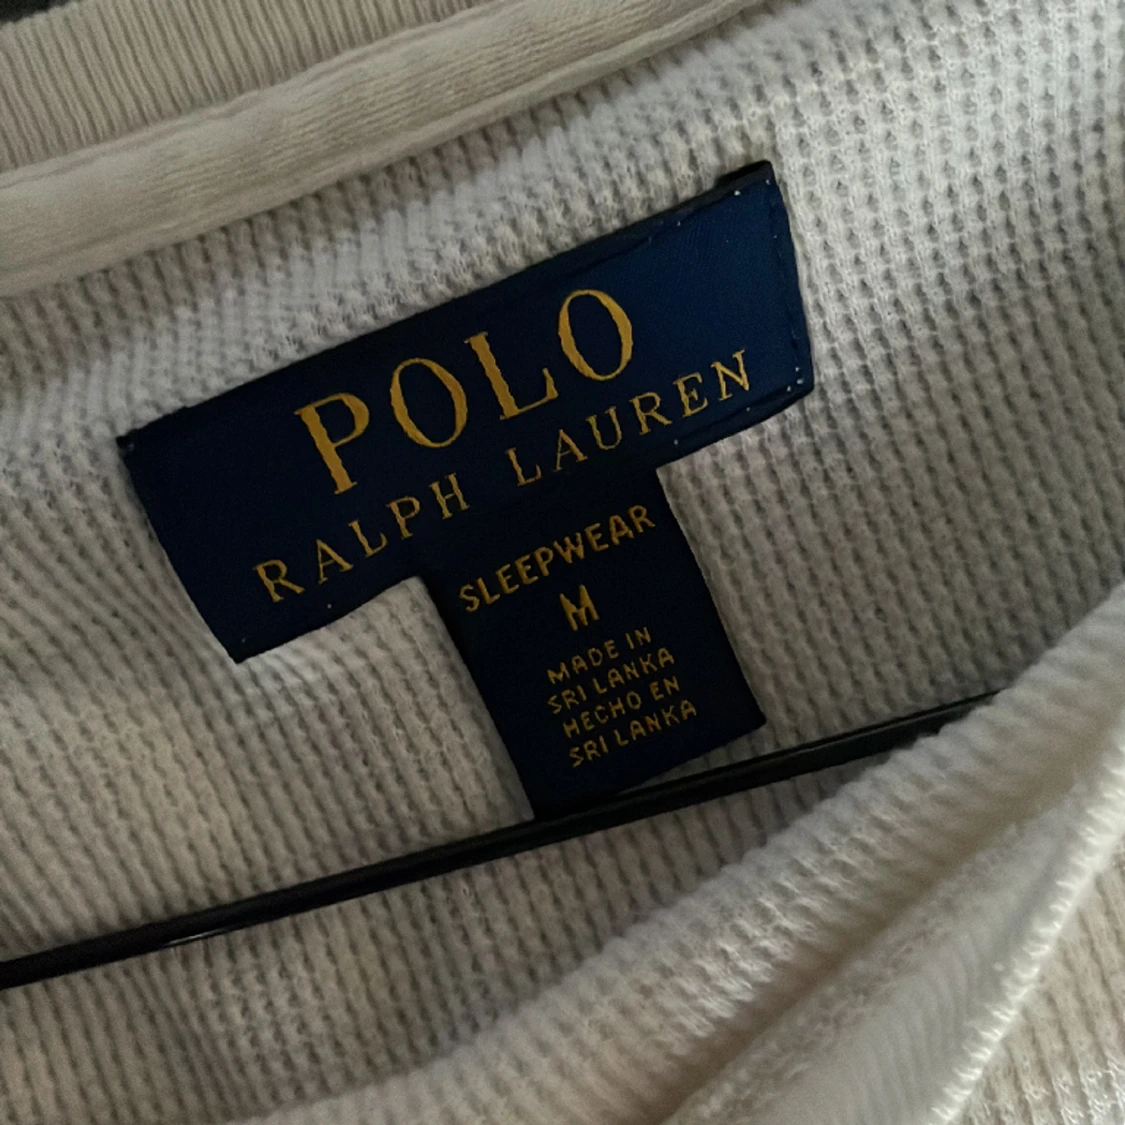 POLO
RALPH LAUREN
SLEEPWEAR
M
MADE IN
SRI LANKA
HECHO EN
SRI LANKA